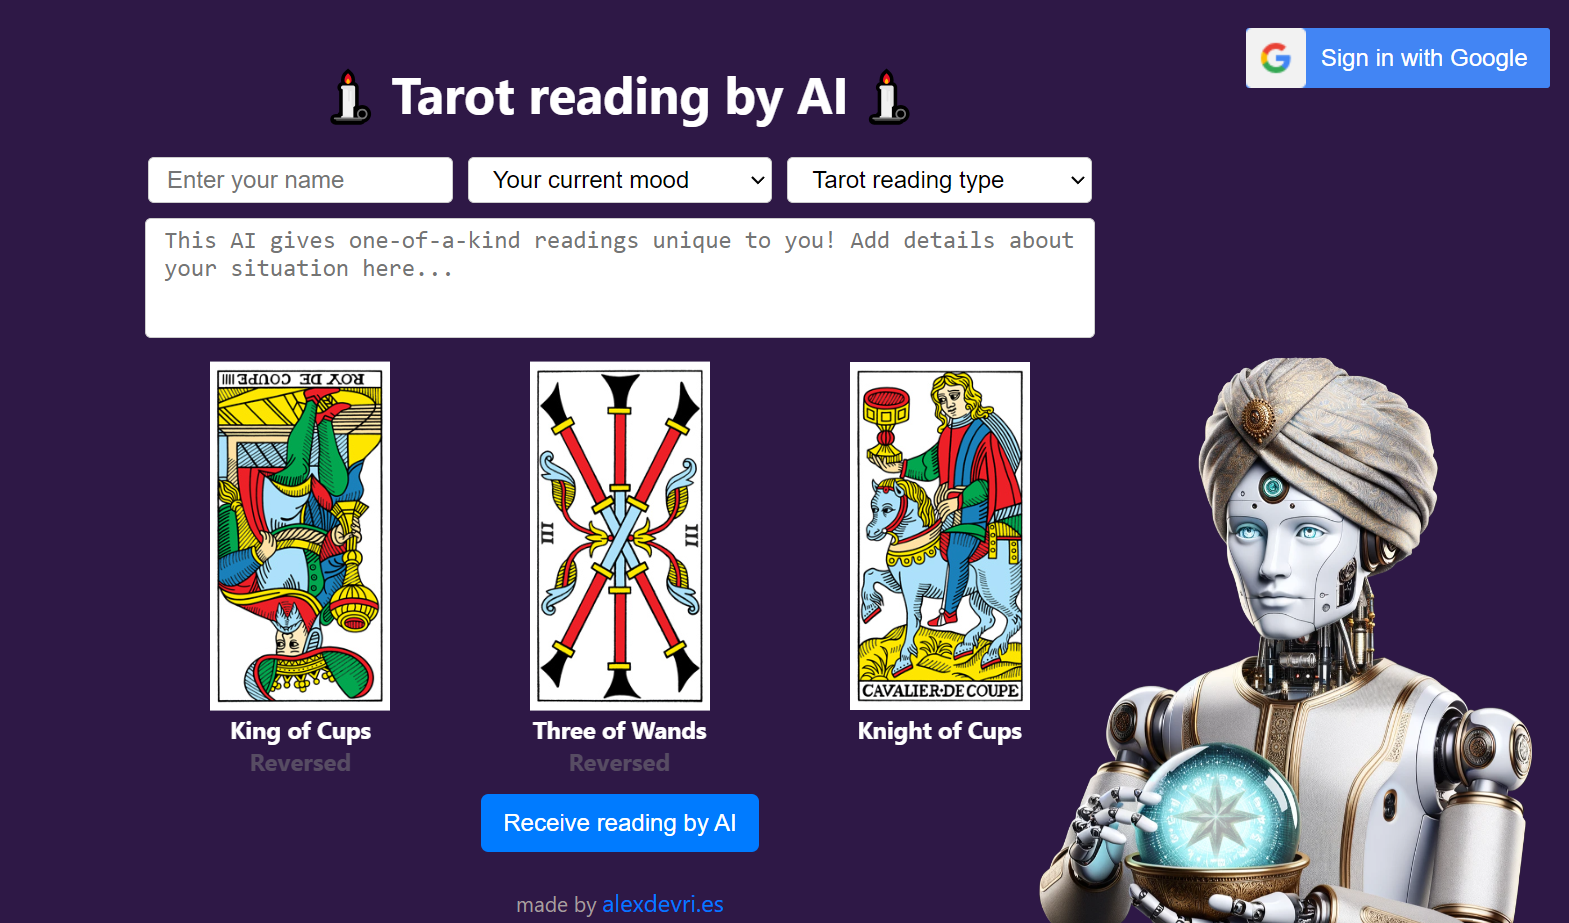 Sign in with Google
Tarot reading by AI
Enter your name
Your current mood
Tarot reading type
This AI gives one-of-a-kind readings unique to you! Add details about
your situation here...
ROY DE COUPE IIII
III
III
CAVALIER·DE COUPE
King of Cups
Three of Wands
Knight of Cups
Reversed
Reversed
Receive reading by AI
made by alexdevri.es